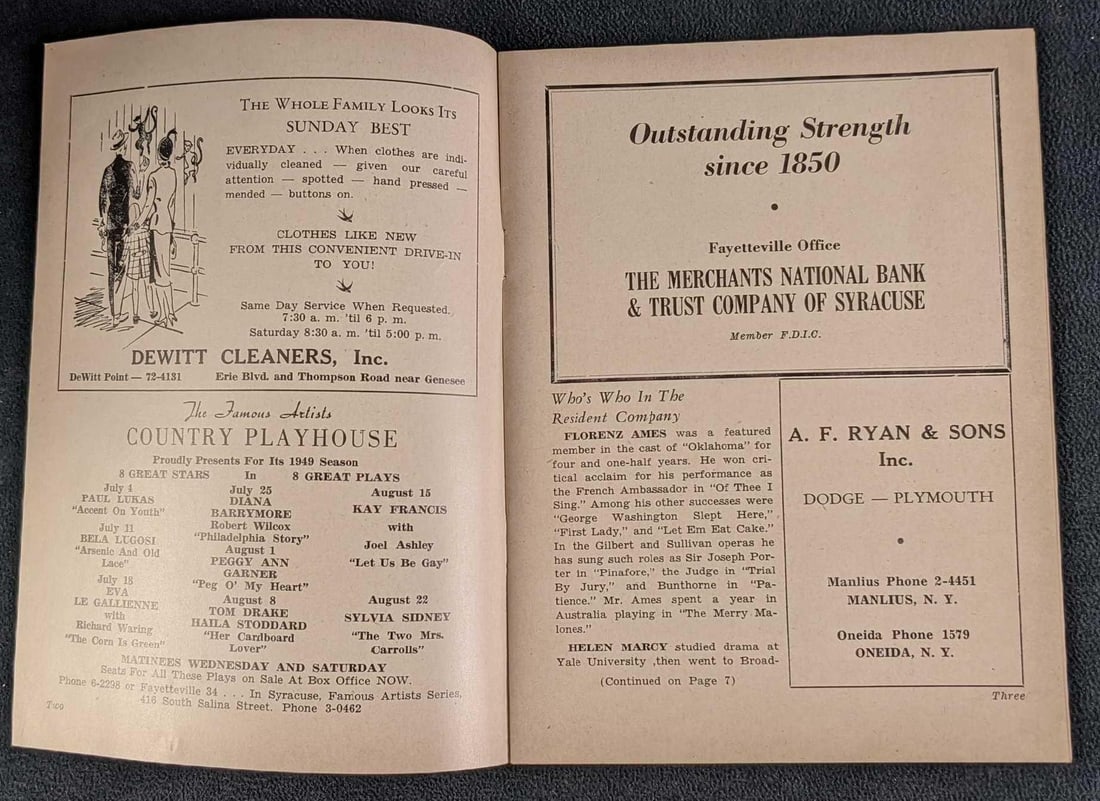 THE WHOLE FAMILY LOOKS ITS
SUNDAY BEST
EVERYDAY . . . When clothes are indi-
vidually cleaned — given our careful
attention — spotted — hand pressed —
mended — buttons on.
CLOTHES LIKE NEW
FROM THIS CONVENIENT DRIVE-IN
TO YOU!
Same Day Service When Requested.
7:30 a. m. 'til 6 p. m.
Saturday 8:30 a. m. 'til 5:00 p. m.
DEWITT CLEANERS, Inc.
DeWitt Point — 72-4131 Erie Blvd. and Thompson Road near Genesee
The Famous Artists
COUNTRY PLAYHOUSE
Proudly Presents For Its 1949 Season
8 GREAT STARS In 8 GREAT PLAYS
July 4
PAUL LUKAS
"Accent On Youth"
July 11
BELA LUGOSI
"Arsenic And Old
Lace"
July 18
EVA
LE GALLIENNE
with
Richard Waring
"The Corn Is Green"
July 25
DIANA
BARRYMORE
Robert Wilcox
"Philadelphia Story"
August 1
PEGGY ANN
GARNER
"Peg O' My Heart"
August 8
TOM DRAKE
HAILA STODDARD
"Her Cardboard
Lover"
August 15
KAY FRANCIS
with
Joel Ashley
"Let Us Be Gay"
August 22
SYLVIA SIDNEY
"The Two Mrs.
Carrolls"
MATINEES WEDNESDAY AND SATURDAY
Seats For All These Plays on Sale At Box Office NOW.
Phone 6-2298 or Fayetteville 34 . . . In Syracuse, Famous Artists Series,
416 South Salina Street. Phone 3-0462
Two
Outstanding Strength
since 1850
Fayetteville Office
THE MERCHANTS NATIONAL BANK
& TRUST COMPANY OF SYRACUSE
Member F.D.I.C.
Who's Who In The
Resident Company
FLORENZ AMES was a featured
member in the cast of "Oklahoma" for
four and one-half years. He won cri-
tical acclaim for his performance as
the French Ambassador in "Of Thee I
Sing." Among his other successes were
"George Washington Slept Here,"
"First Lady," and "Let Em Eat Cake."
In the Gilbert and Sullivan operas he
has sung such roles as Sir Joseph Por-
ter in "Pinafore, the Judge in "Trial
By Jury," and Bunthorne in "Pa-
tience." Mr. Ames spent a year in
Australia playing in "The Merry Ma-
lones."
HELEN MARCY studied drama at
Yale University ,then went to Broad-
(Continued on Page 7)
A. F. RYAN & SONS
Inc.
DODGE — PLYMOUTH
Manlius Phone 2-4451
MANLIUS, N. Y.
Oneida Phone 1579
ONEIDA, N. Y.
Three